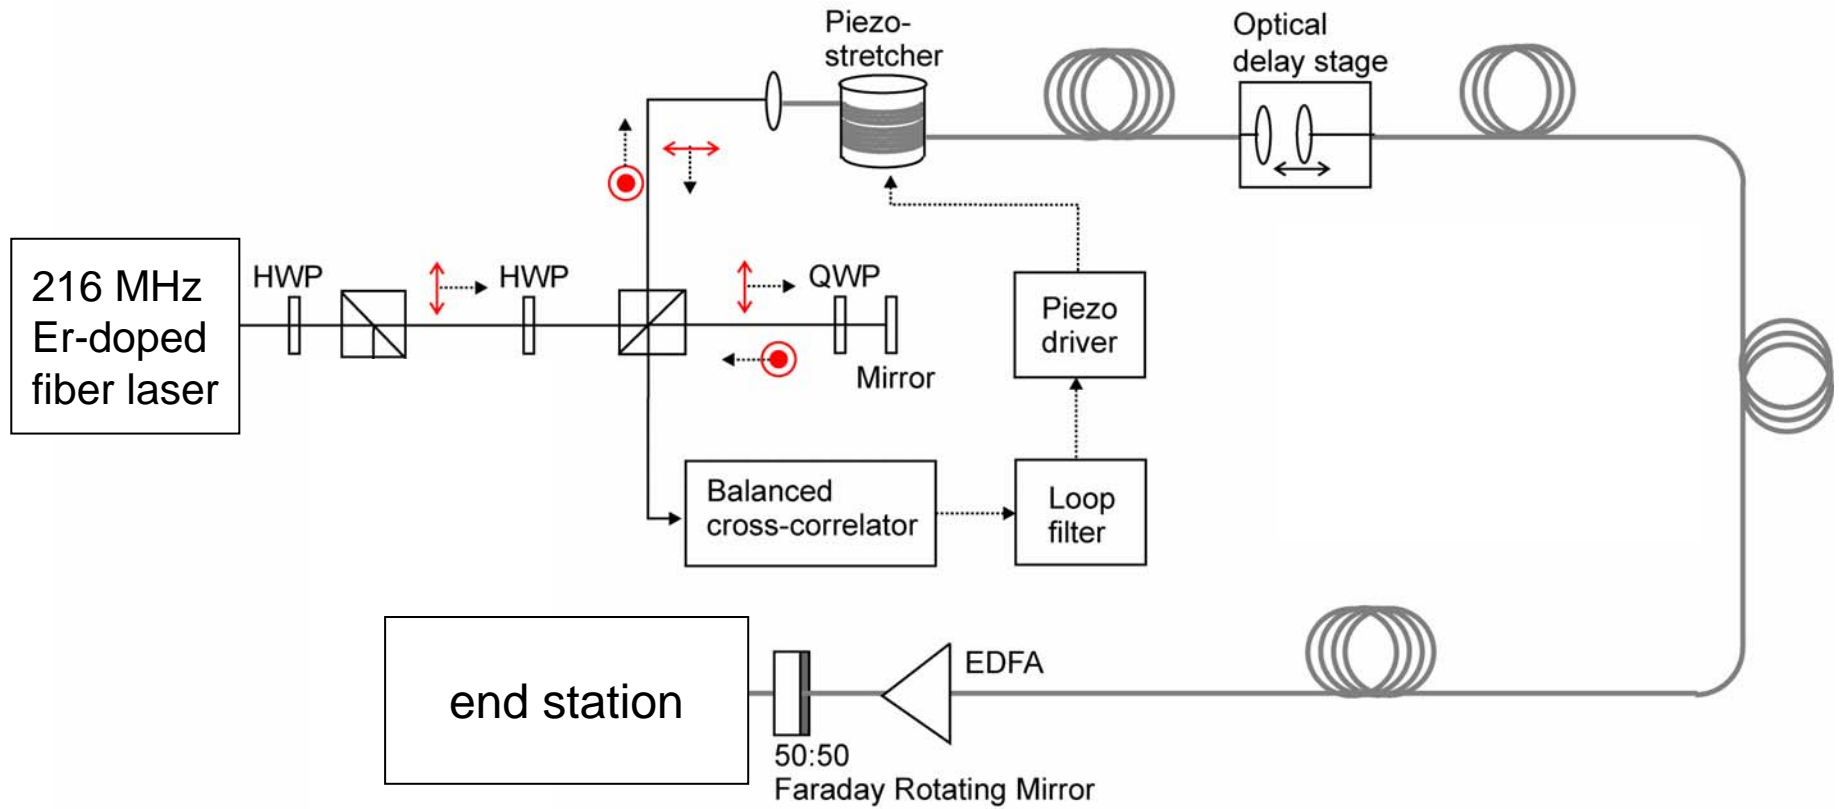 Piezo-
stretcher
Optical
delay stage
216 MHz
Er-doped
fiber laser
HWP
HWP
QWP
Mirror
Piezo
driver
Balanced
cross-correlator
Loop
filter
end station
EDFA
50:50
Faraday Rotating Mirror